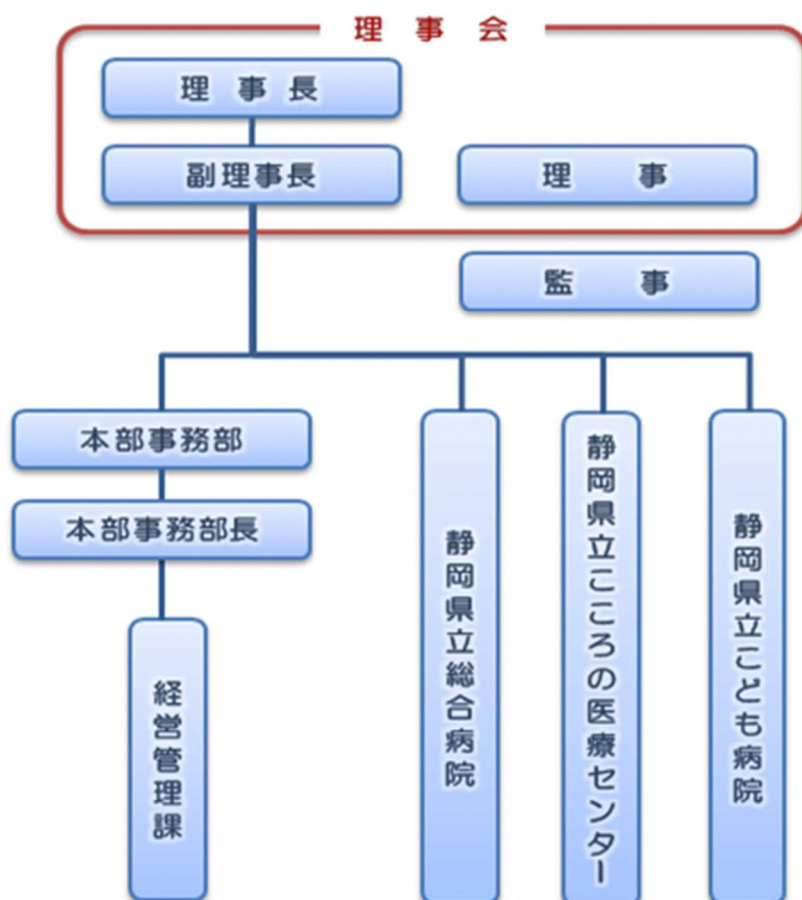 理事会
理事長
副理事長
理事
監事
本部事務部
本部事務部長
経営管理課
静岡県立総合病院
静岡県立こころの医療センター
静岡県立こども病院